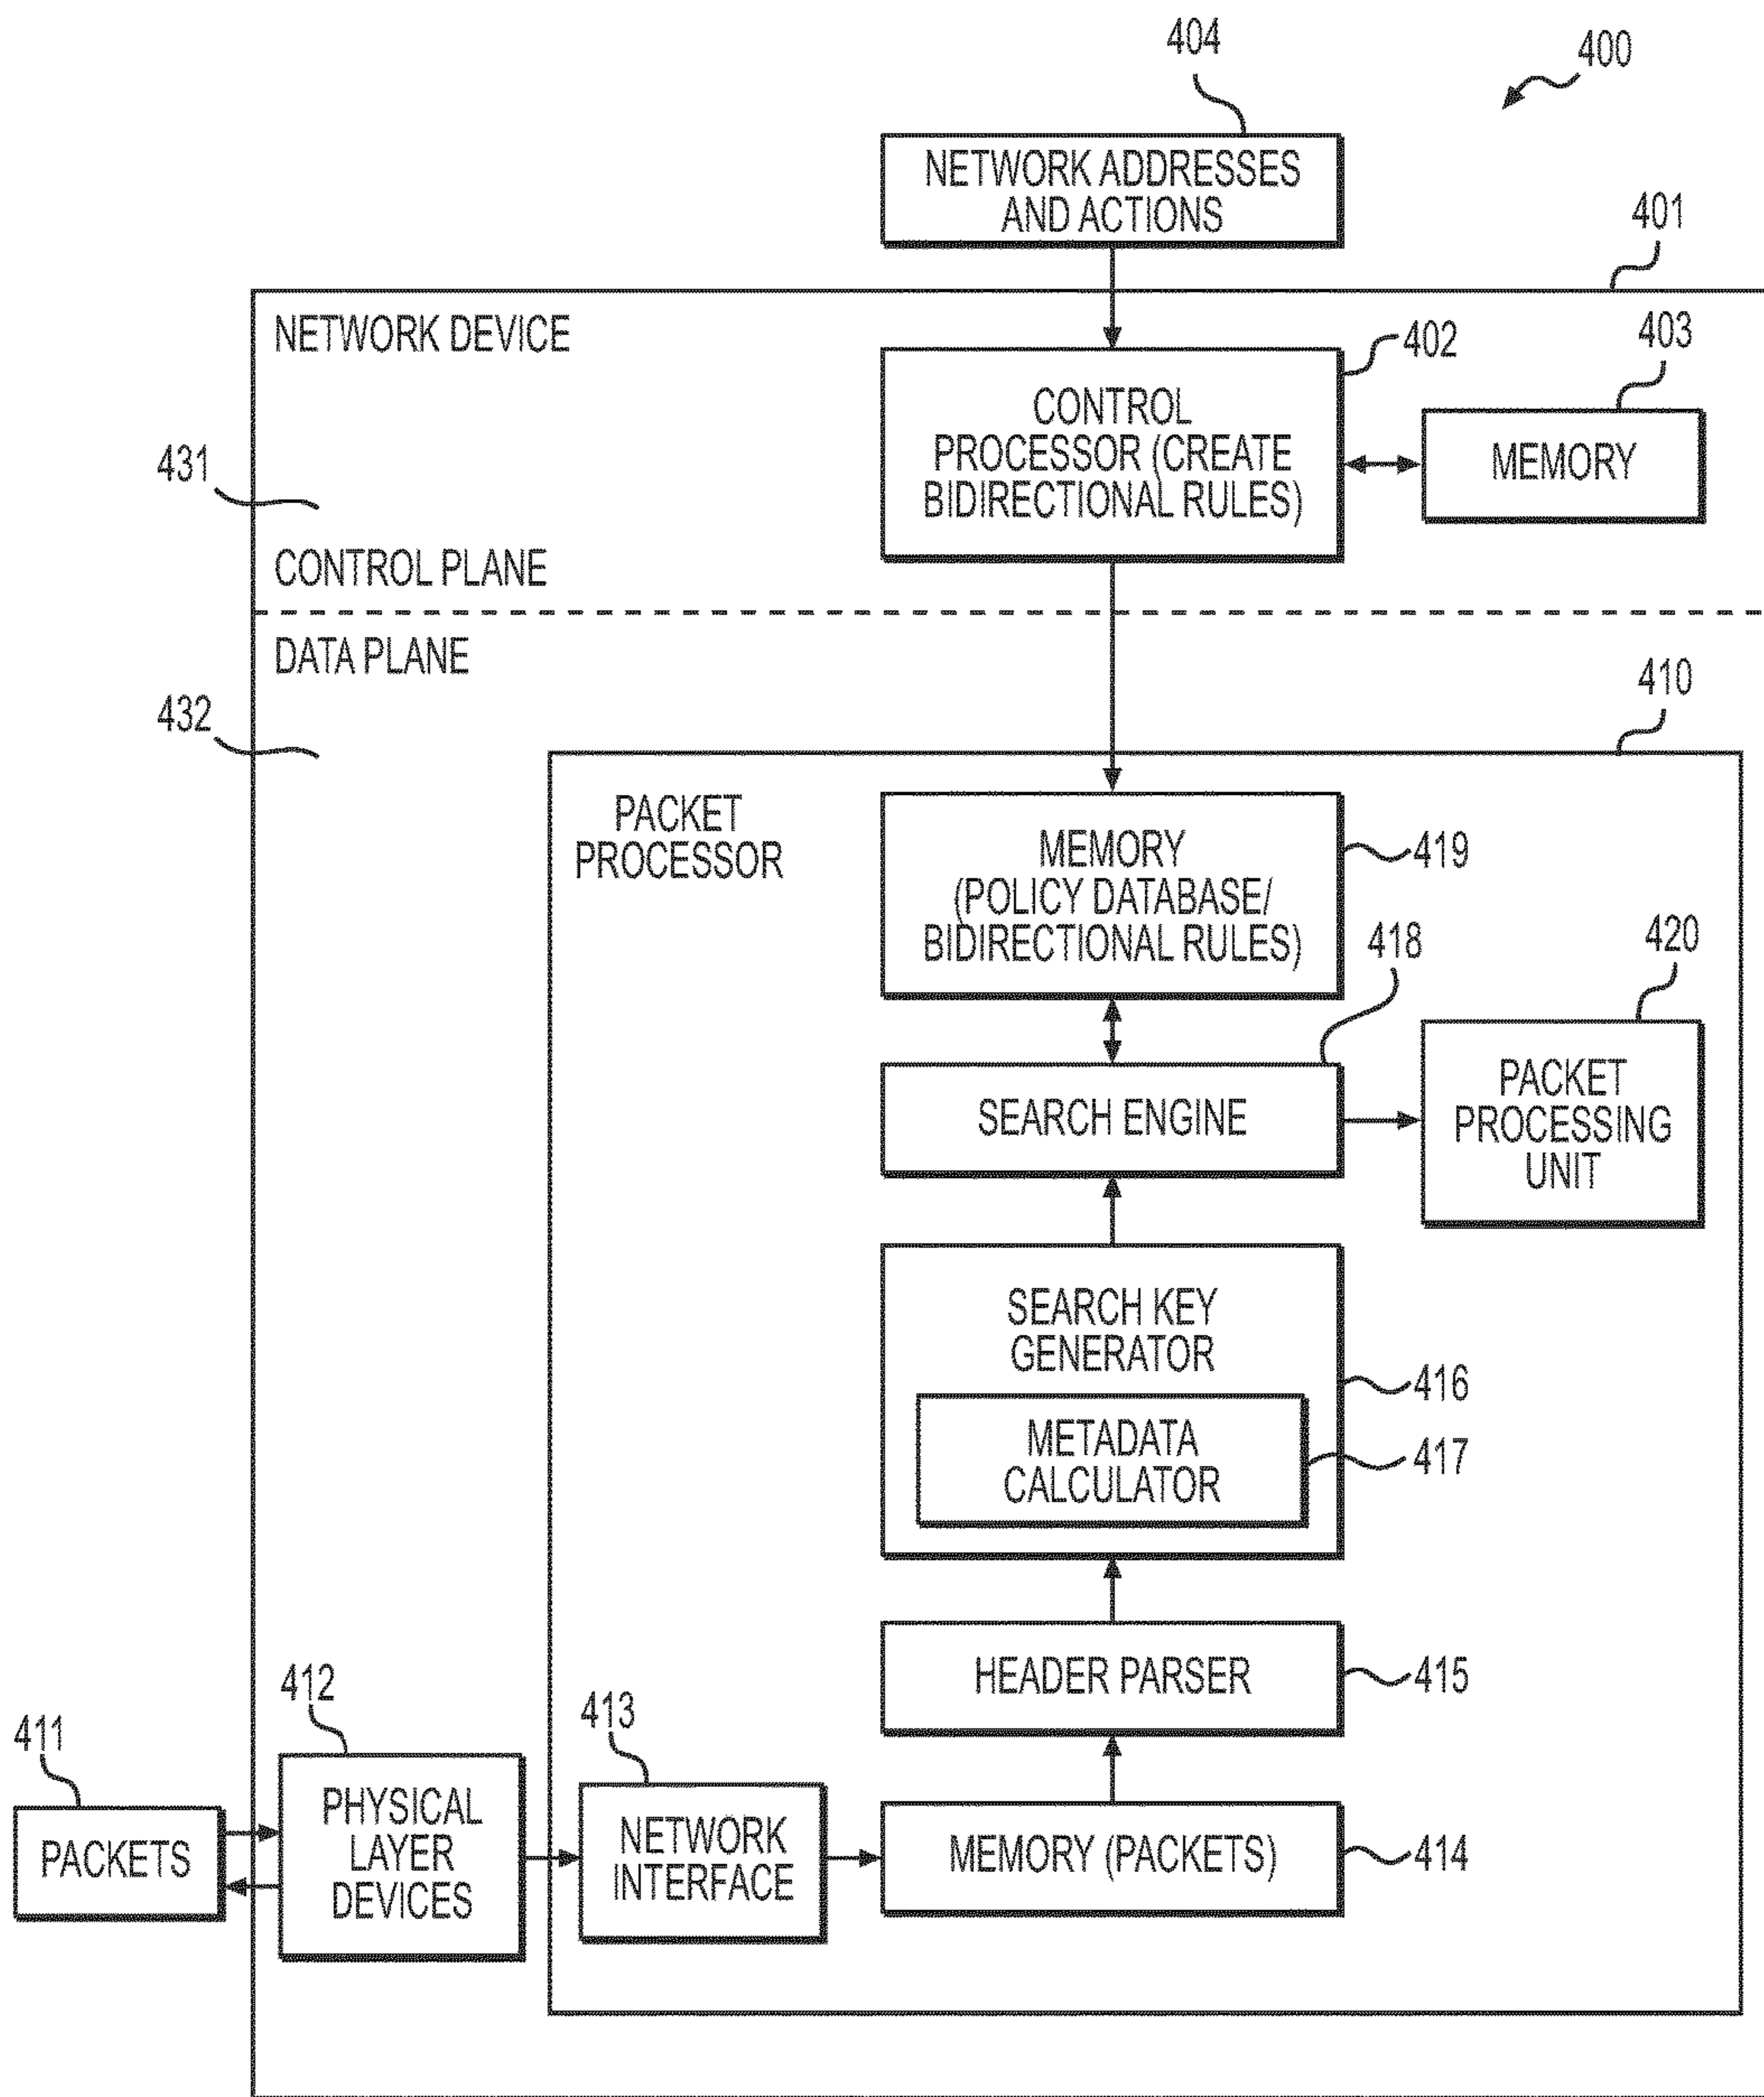 404
400
NETWORK ADDRESSES
AND ACTIONS
401
NETWORK DEVICE
402
403
CONTROL
PROCESSOR (CREATE
BIDIRECTIONAL RULES)
MEMORY
431
CONTROL PLANE
DATA PLANE
432
410
PACKET
PROCESSOR
MEMORY
(POLICY DATABASE/
BIDIRECTIONAL RULES)
419
418
420
SEARCH ENGINE
PACKET
PROCESSING
UNIT
SEARCH KEY
GENERATOR
416
METADATA
CALCULATOR
417
HEADER PARSER
415
412
413
411
PACKETS
PHYSICAL
LAYER
DEVICES
NETWORK
INTERFACE
MEMORY (PACKETS)
414